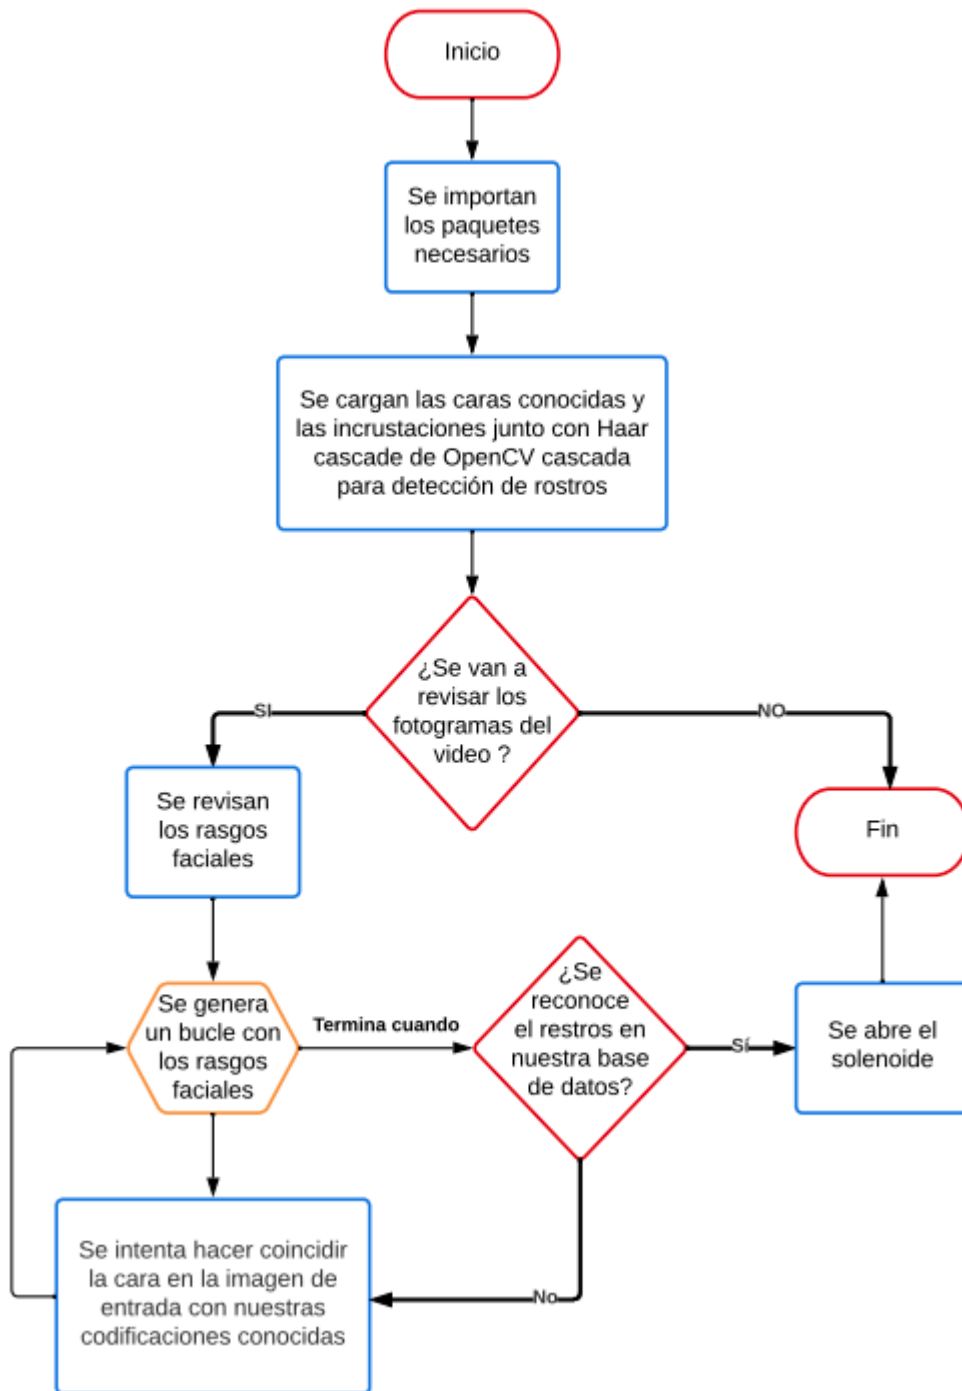 Inicio
Se importan
los paquetes
necesarios
Se cargan las caras conocidas y
las incrustaciones junto con Haar
cascade de OpenCV cascada
para detección de rostros
¿Se van a
revisar los
fotogramas del
video ?
SI
NO
Se revisan
los rasgos
faciales
Fin
Se genera
un bucle con
los rasgos
faciales
Termina cuando
¿Se
reconoce
el restros en
nuestra base
de datos?
Sí
Se abre el
solenoide
No
Se intenta hacer coincidir
la cara en la imagen de
entrada con nuestras
codificaciones conocidas